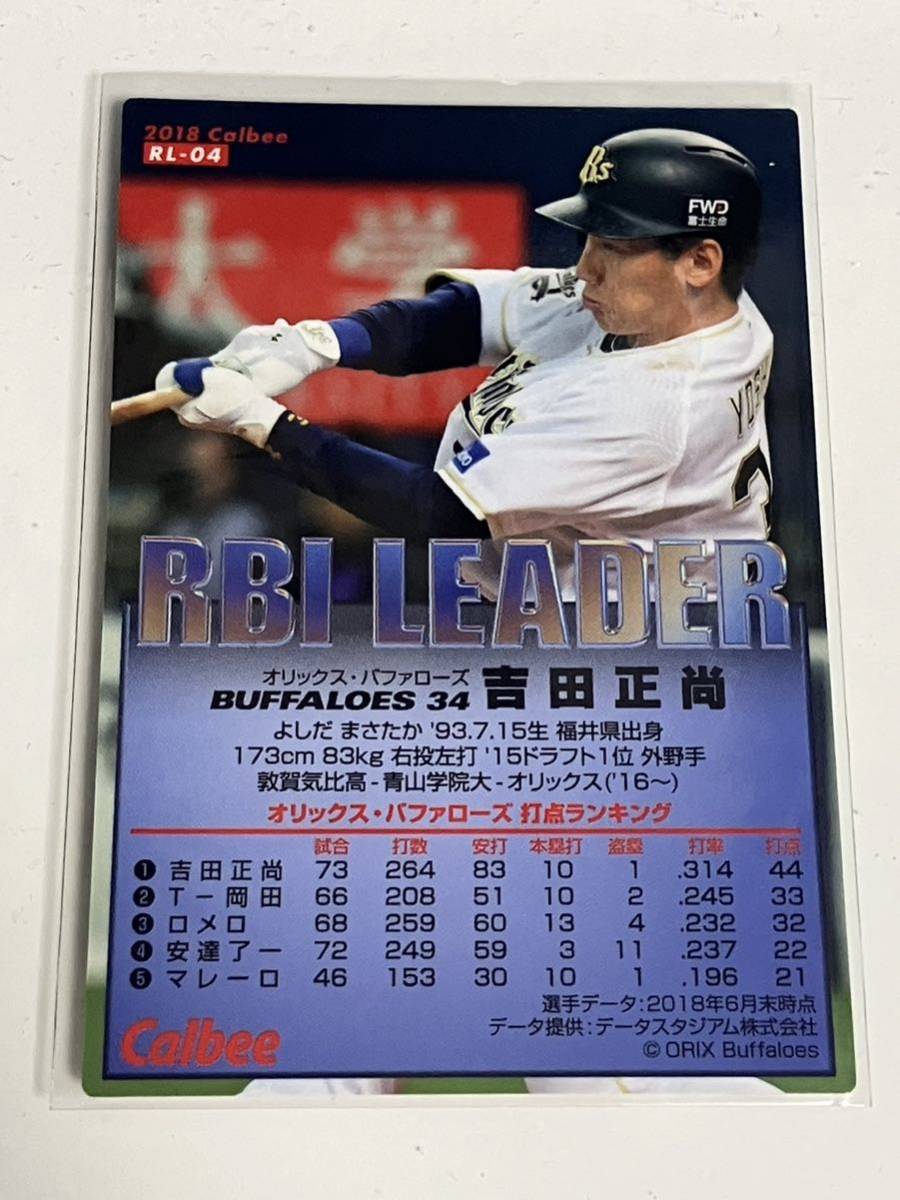 2018 Calbee
RL-04
Bs
FWD
富士生命
大学
RBI LEADER
オリックス・バファローズ
BUFFALOES 34 吉田正尚
よしだ まさたか '93.7.15生 福井県出身
173cm 83kg 右投左打 '15ドラフト1位 外野手
敦賀気比高-青山学院大-オリックス('16〜)
オリックス・バファローズ 打点ランキング
試合 打数 安打 本塁打 盗塁 打率 打点
❶ 吉田正尚 73 264 83 10 1 .314 44
❷ T-岡田 66 208 51 10 2 .245 33
❸ ロメロ 68 259 60 13 4 .232 32
❹ 安達了一 72 249 59 3 11 .237 22
❺ マレーロ 46 153 30 10 1 .196 21
選手データ:2018年6月末時点
データ提供:データスタジアム株式会社
© ORIX Buffaloes
Calbee